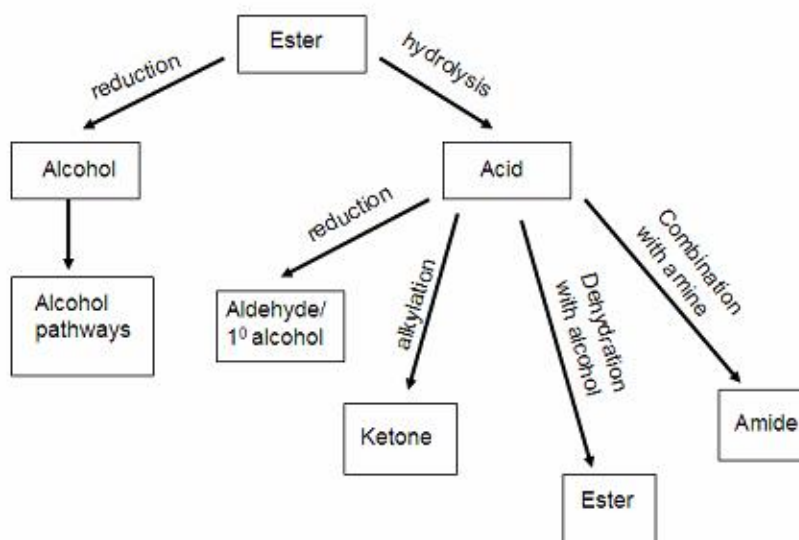 Ester
reduction
hydrolysis
Alcohol
Acid
reduction
alkylation
Dehydration
with alcohol
Combination
with amine
Alcohol
pathways
Aldehyde/
1⁰ alcohol
Ketone
Amide
Ester